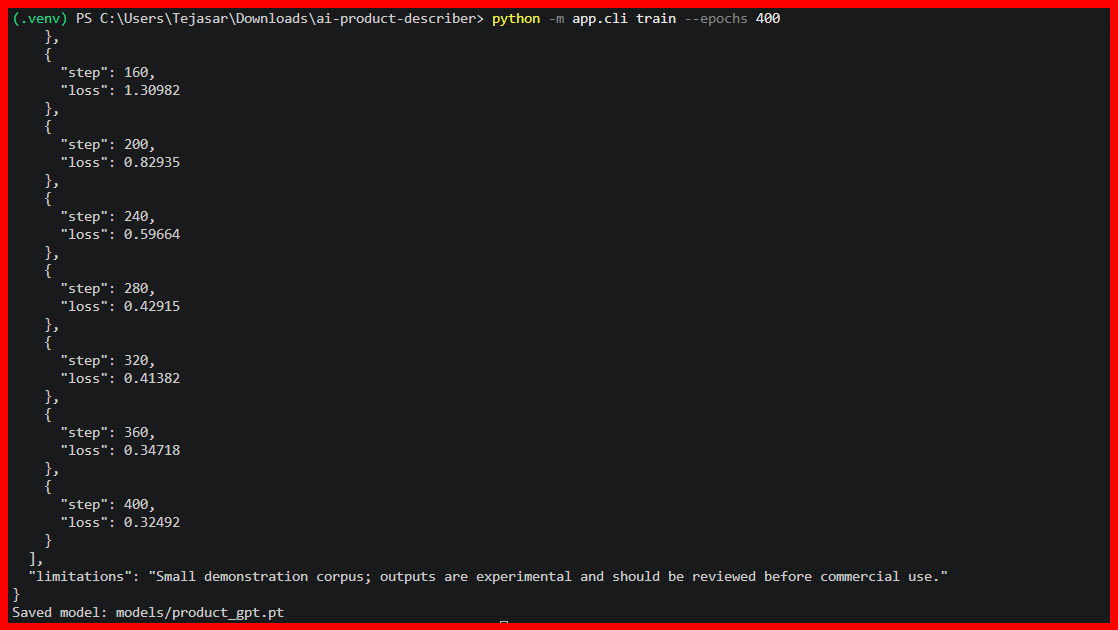 (.venv) PS C:\Users\Tejasar\Downloads\ai-product-describer> python -m app.cli train --epochs 400
    },
    {
      "step": 160,
      "loss": 1.30982
    },
    {
      "step": 200,
      "loss": 0.82935
    },
    {
      "step": 240,
      "loss": 0.59664
    },
    {
      "step": 280,
      "loss": 0.42915
    },
    {
      "step": 320,
      "loss": 0.41382
    },
    {
      "step": 360,
      "loss": 0.34718
    },
    {
      "step": 400,
      "loss": 0.32492
    }
  ],
  "limitations": "Small demonstration corpus; outputs are experimental and should be reviewed before commercial use."
}
Saved model: models/product_gpt.pt